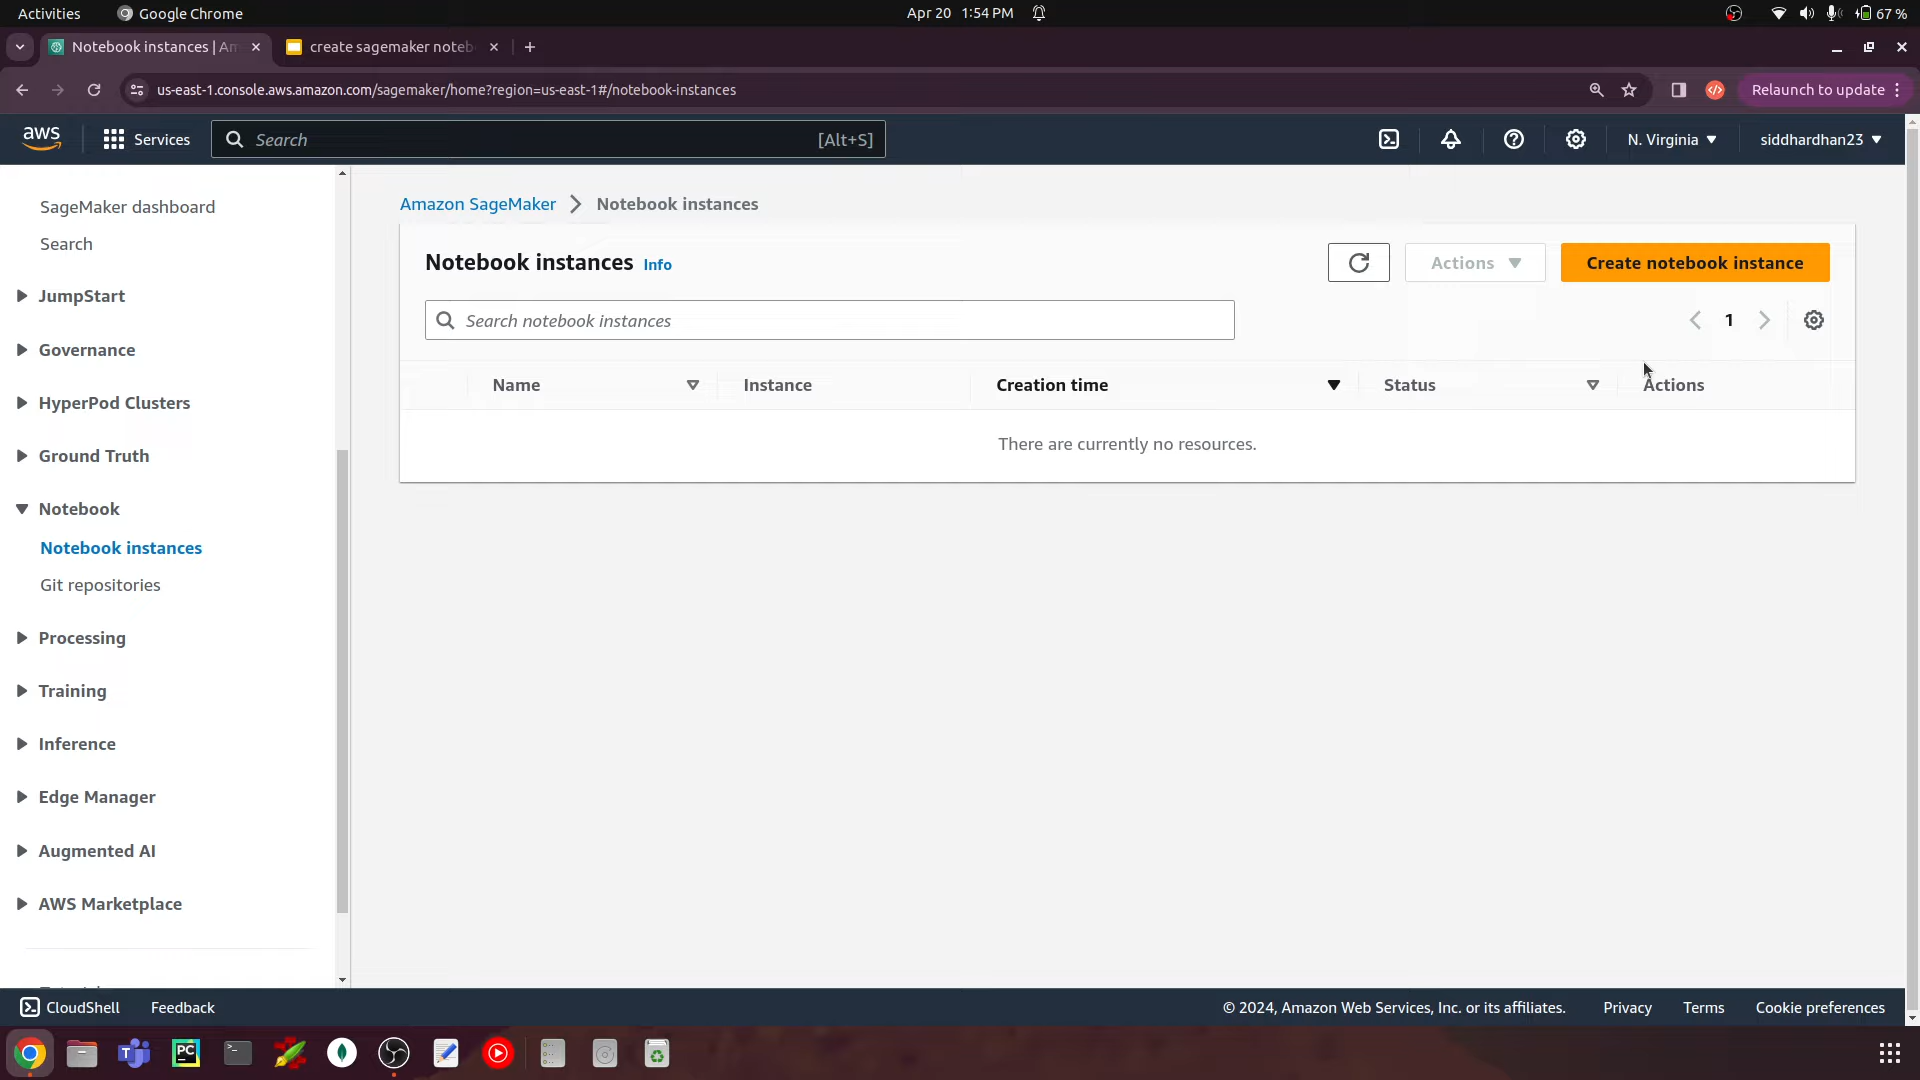 Activities
Google Chrome
Apr 20 1:54 PM
67 %
Notebook instances | Am
create sagemaker noteb
us-east-1.console.aws.amazon.com/sagemaker/home?region=us-east-1#/notebook-instances
Relaunch to update
aws
Services
Search
[Alt+S]
N. Virginia
siddhardhan23
SageMaker dashboard
Search
JumpStart
Governance
HyperPod Clusters
Ground Truth
Notebook
Notebook instances
Git repositories
Processing
Training
Inference
Edge Manager
Augmented AI
AWS Marketplace
Amazon SageMaker
Notebook instances
Notebook instances Info
Actions
Create notebook instance
Search notebook instances
1
Name
Instance
Creation time
Status
Actions
There are currently no resources.
CloudShell
Feedback
© 2024, Amazon Web Services, Inc. or its affiliates.
Privacy
Terms
Cookie preferences
PC